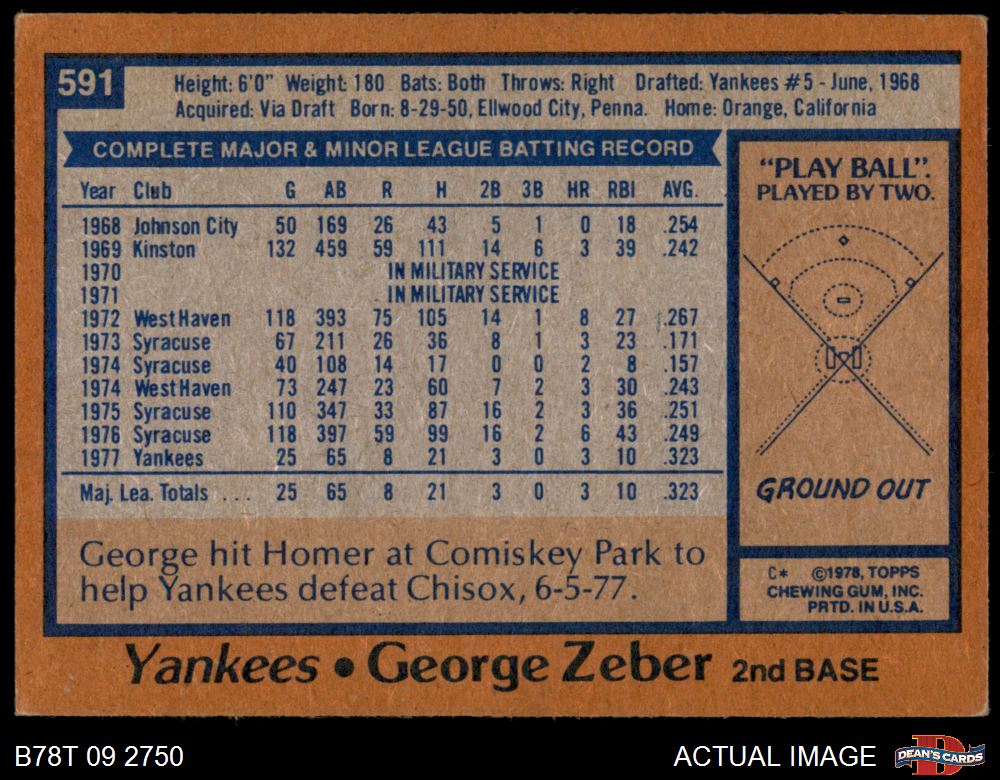 591
Height: 6'0" Weight: 180 Bats: Both Throws: Right Drafted: Yankees #5 - June, 1968
Acquired: Via Draft Born: 8-29-50, Ellwood City, Penna. Home: Orange, California
COMPLETE MAJOR & MINOR LEAGUE BATTING RECORD
Year Club G AB R H 2B 3B HR RBI AVG.
1968 Johnson City 50 169 26 43 5 1 0 18 .254
1969 Kinston 132 459 59 111 14 6 3 39 .242
1970 IN MILITARY SERVICE
1971 IN MILITARY SERVICE
1972 West Haven 118 393 75 105 14 1 8 27 .267
1973 Syracuse 67 211 26 36 8 1 3 23 .171
1974 Syracuse 40 108 14 17 0 0 2 8 .157
1974 West Haven 73 247 23 60 7 2 3 30 .243
1975 Syracuse 110 347 33 87 16 2 3 36 .251
1976 Syracuse 118 397 59 99 16 2 6 43 .249
1977 Yankees 25 65 8 21 3 0 3 10 .323
Maj. Lea. Totals ... 25 65 8 21 3 0 3 10 .323
George hit Homer at Comiskey Park to
help Yankees defeat Chisox, 6-5-77.
"PLAY BALL".
PLAYED BY TWO.
GROUND OUT
C* ©1978, TOPPS
CHEWING GUM, INC.
PRTD. IN U.S.A.
Yankees • George Zeber 2nd BASE
B78T 09 2750
ACTUAL IMAGE
DEAN'S CARDS